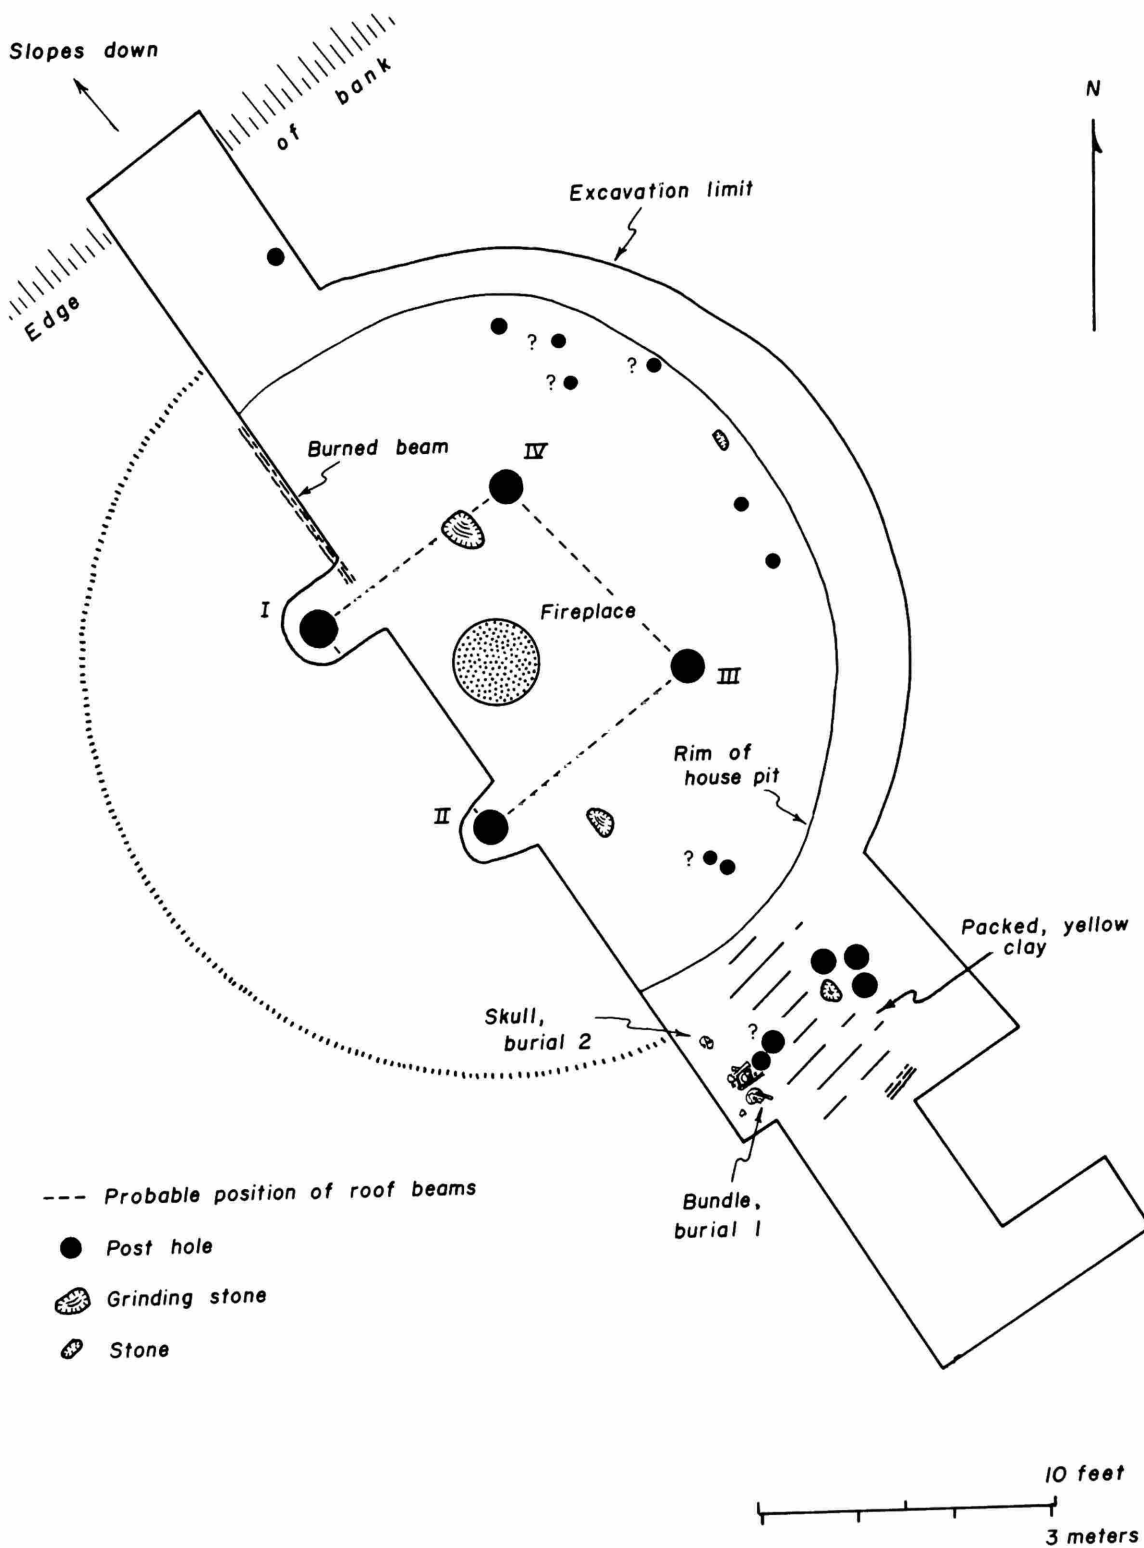 Slopes down
Edge
of bank
N
Excavation limit
?
?
?
Burned beam
IV
I
Fireplace
III
Rim of
house pit
II
?
Packed, yellow
clay
Skull,
burial 2
?
Bundle,
burial 1
--- Probable position of roof beams
Post hole
Grinding stone
Stone
10 feet
3 meters